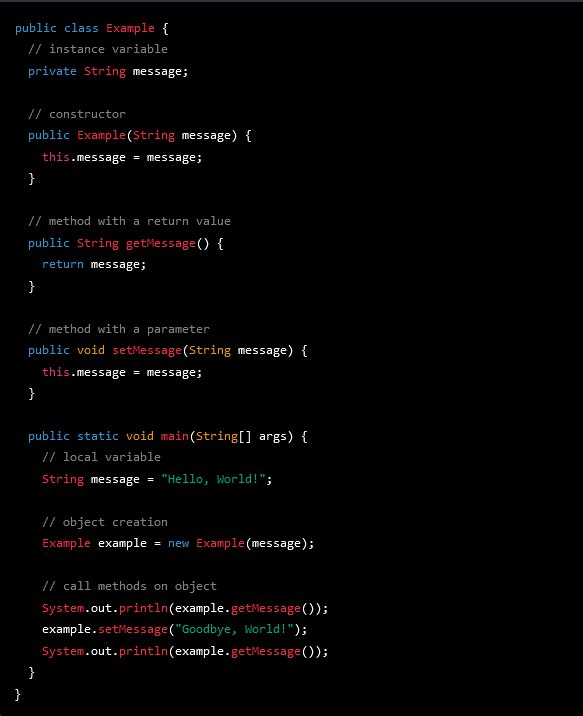 public class Example {
  // instance variable
  private String message;

  // constructor
  public Example(String message) {
    this.message = message;
  }

  // method with a return value
  public String getMessage() {
    return message;
  }

  // method with a parameter
  public void setMessage(String message) {
    this.message = message;
  }

  public static void main(String[] args) {
    // local variable
    String message = "Hello, World!";

    // object creation
    Example example = new Example(message);

    // call methods on object
    System.out.println(example.getMessage());
    example.setMessage("Goodbye, World!");
    System.out.println(example.getMessage());
  }
}